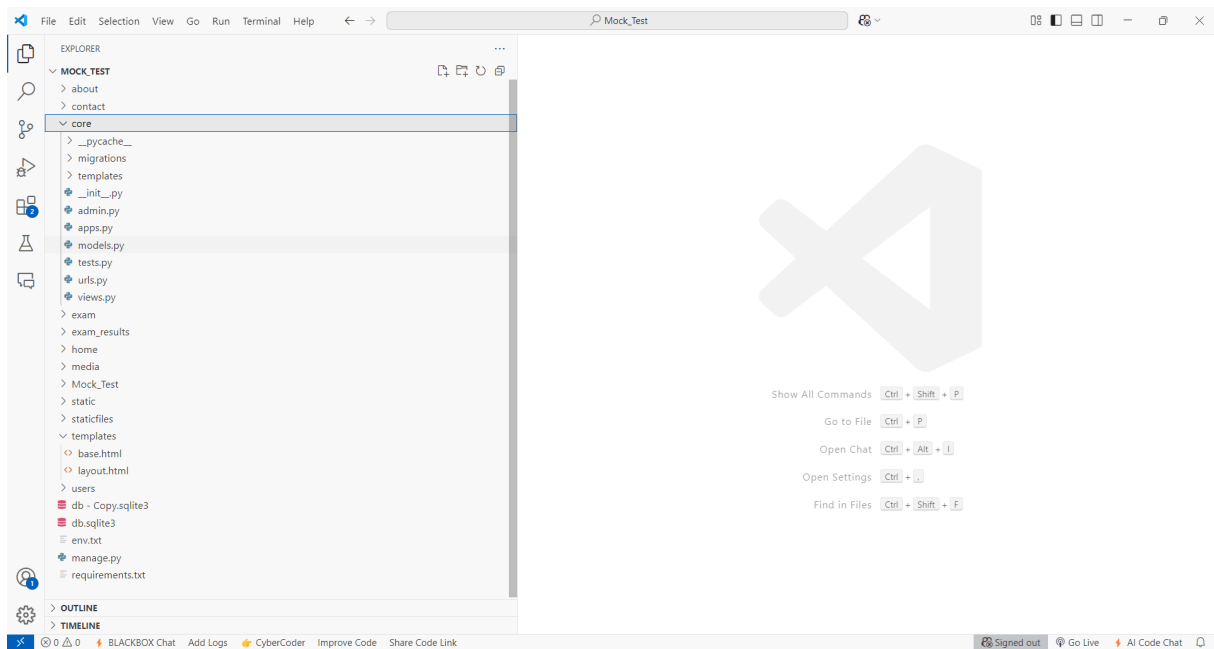 File Edit Selection View Go Run Terminal Help
Mock_Test
EXPLORER
MOCK_TEST
about
contact
core
__pycache__
migrations
templates
__init__.py
admin.py
apps.py
models.py
tests.py
urls.py
views.py
exam
exam_results
home
media
Mock_Test
static
staticfiles
templates
base.html
layout.html
users
db - Copy.sqlite3
db.sqlite3
env.txt
manage.py
requirements.txt
OUTLINE
TIMELINE
2
1
Show All Commands Ctrl + Shift + P
Go to File Ctrl + P
Open Chat Ctrl + Alt + I
Open Settings Ctrl + ,
Find in Files Ctrl + Shift + F
0 0 BLACKBOX Chat Add Logs CyberCoder Improve Code Share Code Link Signed out Go Live AI Code Chat